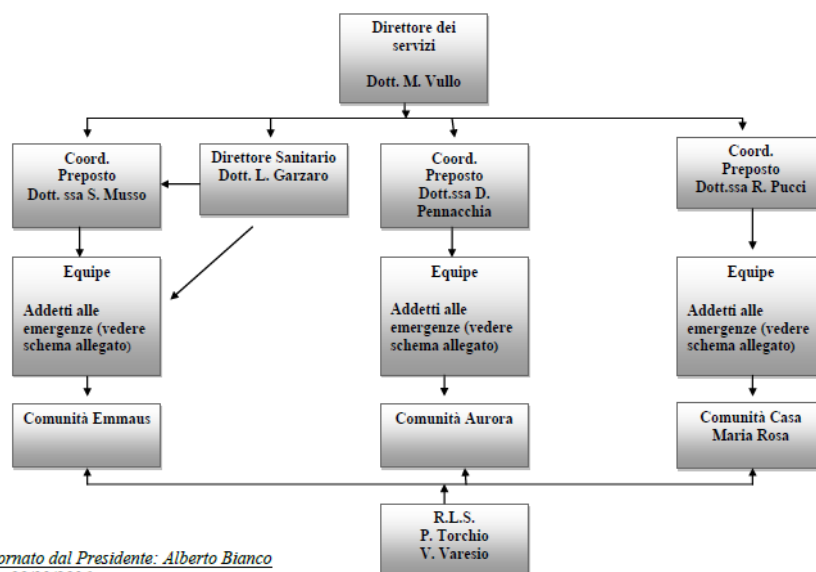 Direttore dei
servizi
Dott. M. Vullo
Coord.
Preposto
Dott. ssa S. Musso
Direttore Sanitario
Dott. L. Garzaro
Coord.
Preposto
Dott.ssa D.
Pennacchia
Coord.
Preposto
Dott.ssa R. Pucci
Equipe
Addetti alle
emergenze (vedere
schema allegato)
Equipe
Addetti alle
emergenze (vedere
schema allegato)
Equipe
Addetti alle
emergenze (vedere
schema allegato)
Comunità Emmaus
Comunità Aurora
Comunità Casa
Maria Rosa
R.L.S.
P. Torchio
V. Varesio
dal Presidente: Alberto Bianco